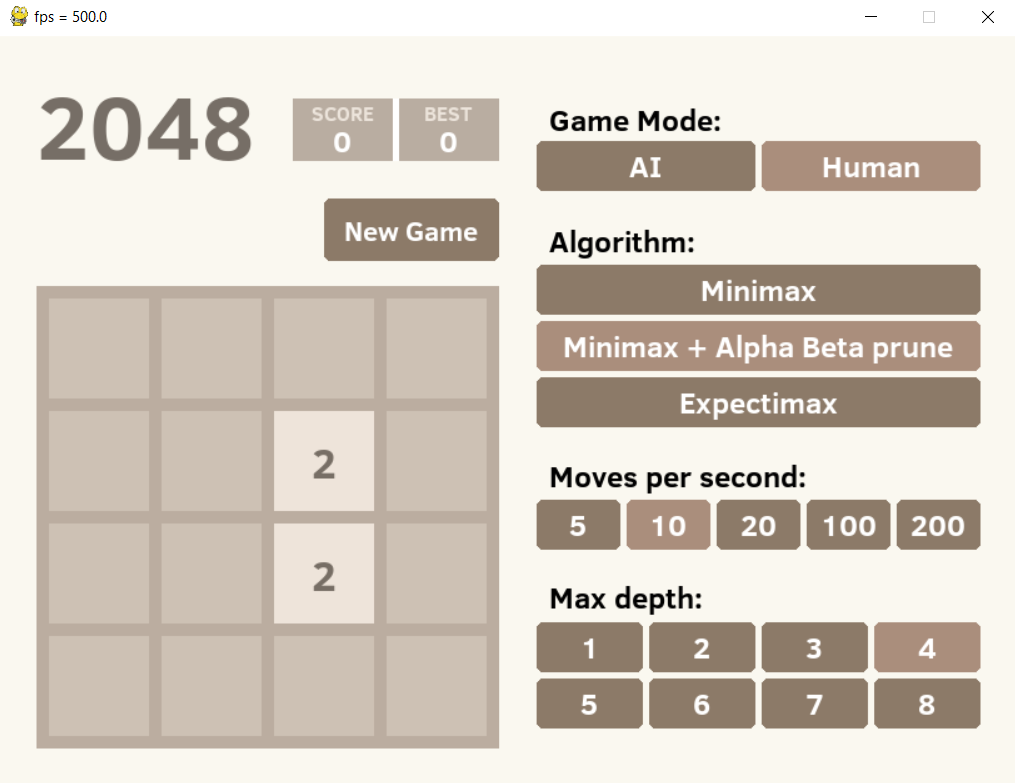 fps = 500.0
2048
SCORE
0
BEST
0
New Game
2
2
Game Mode:
AI
Human
Algorithm:
Minimax
Minimax + Alpha Beta prune
Expectimax
Moves per second:
5 10 20 100 200
Max depth:
1 2 3 4
5 6 7 8